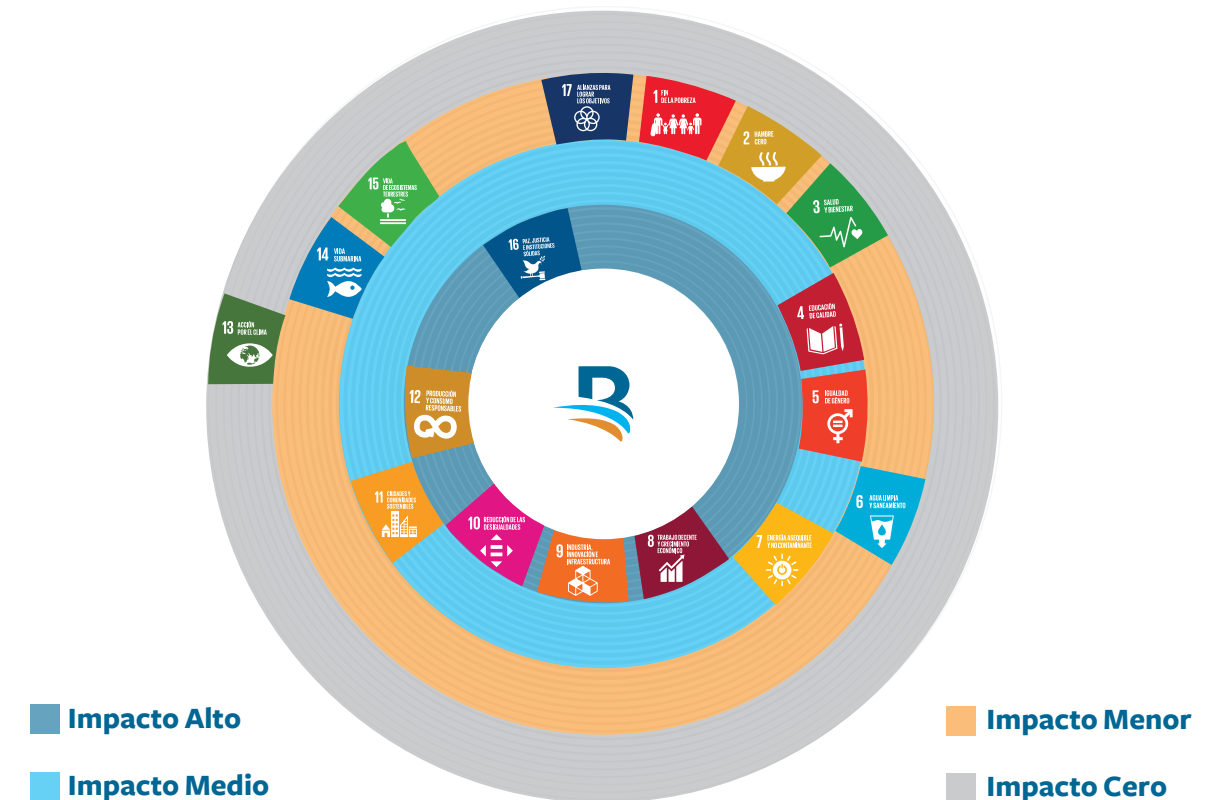 17 ALIANZAS PARA
LOGRAR
LOS OBJETIVOS
1 FIN
DE LA POBREZA
2 HAMBRE
CERO
3 SALUD
Y BIENESTAR
4 EDUCACIÓN
DE CALIDAD
5 IGUALDAD
DE GÉNERO
6 AGUA LIMPIA
Y SANEAMIENTO
7 ENERGÍA ASEQUIBLE
Y NO CONTAMINANTE
8 TRABAJO DECENTE
Y CRECIMIENTO
ECONÓMICO
9 INDUSTRIA,
INNOVACIÓN E
INFRAESTRUCTURA
10 REDUCCIÓN DE LAS
DESIGUALDADES
11 CIUDADES Y
COMUNIDADES
SOSTENIBLES
12 PRODUCCIÓN
Y CONSUMO
RESPONSABLES
13 ACCIÓN
POR EL CLIMA
14 VIDA
SUBMARINA
15 VIDA
DE ECOSISTEMAS
TERRESTRES
16 PAZ, JUSTICIA
E INSTITUCIONES
SÓLIDAS
B
Impacto Alto
Impacto Medio
Impacto Menor
Impacto Cero